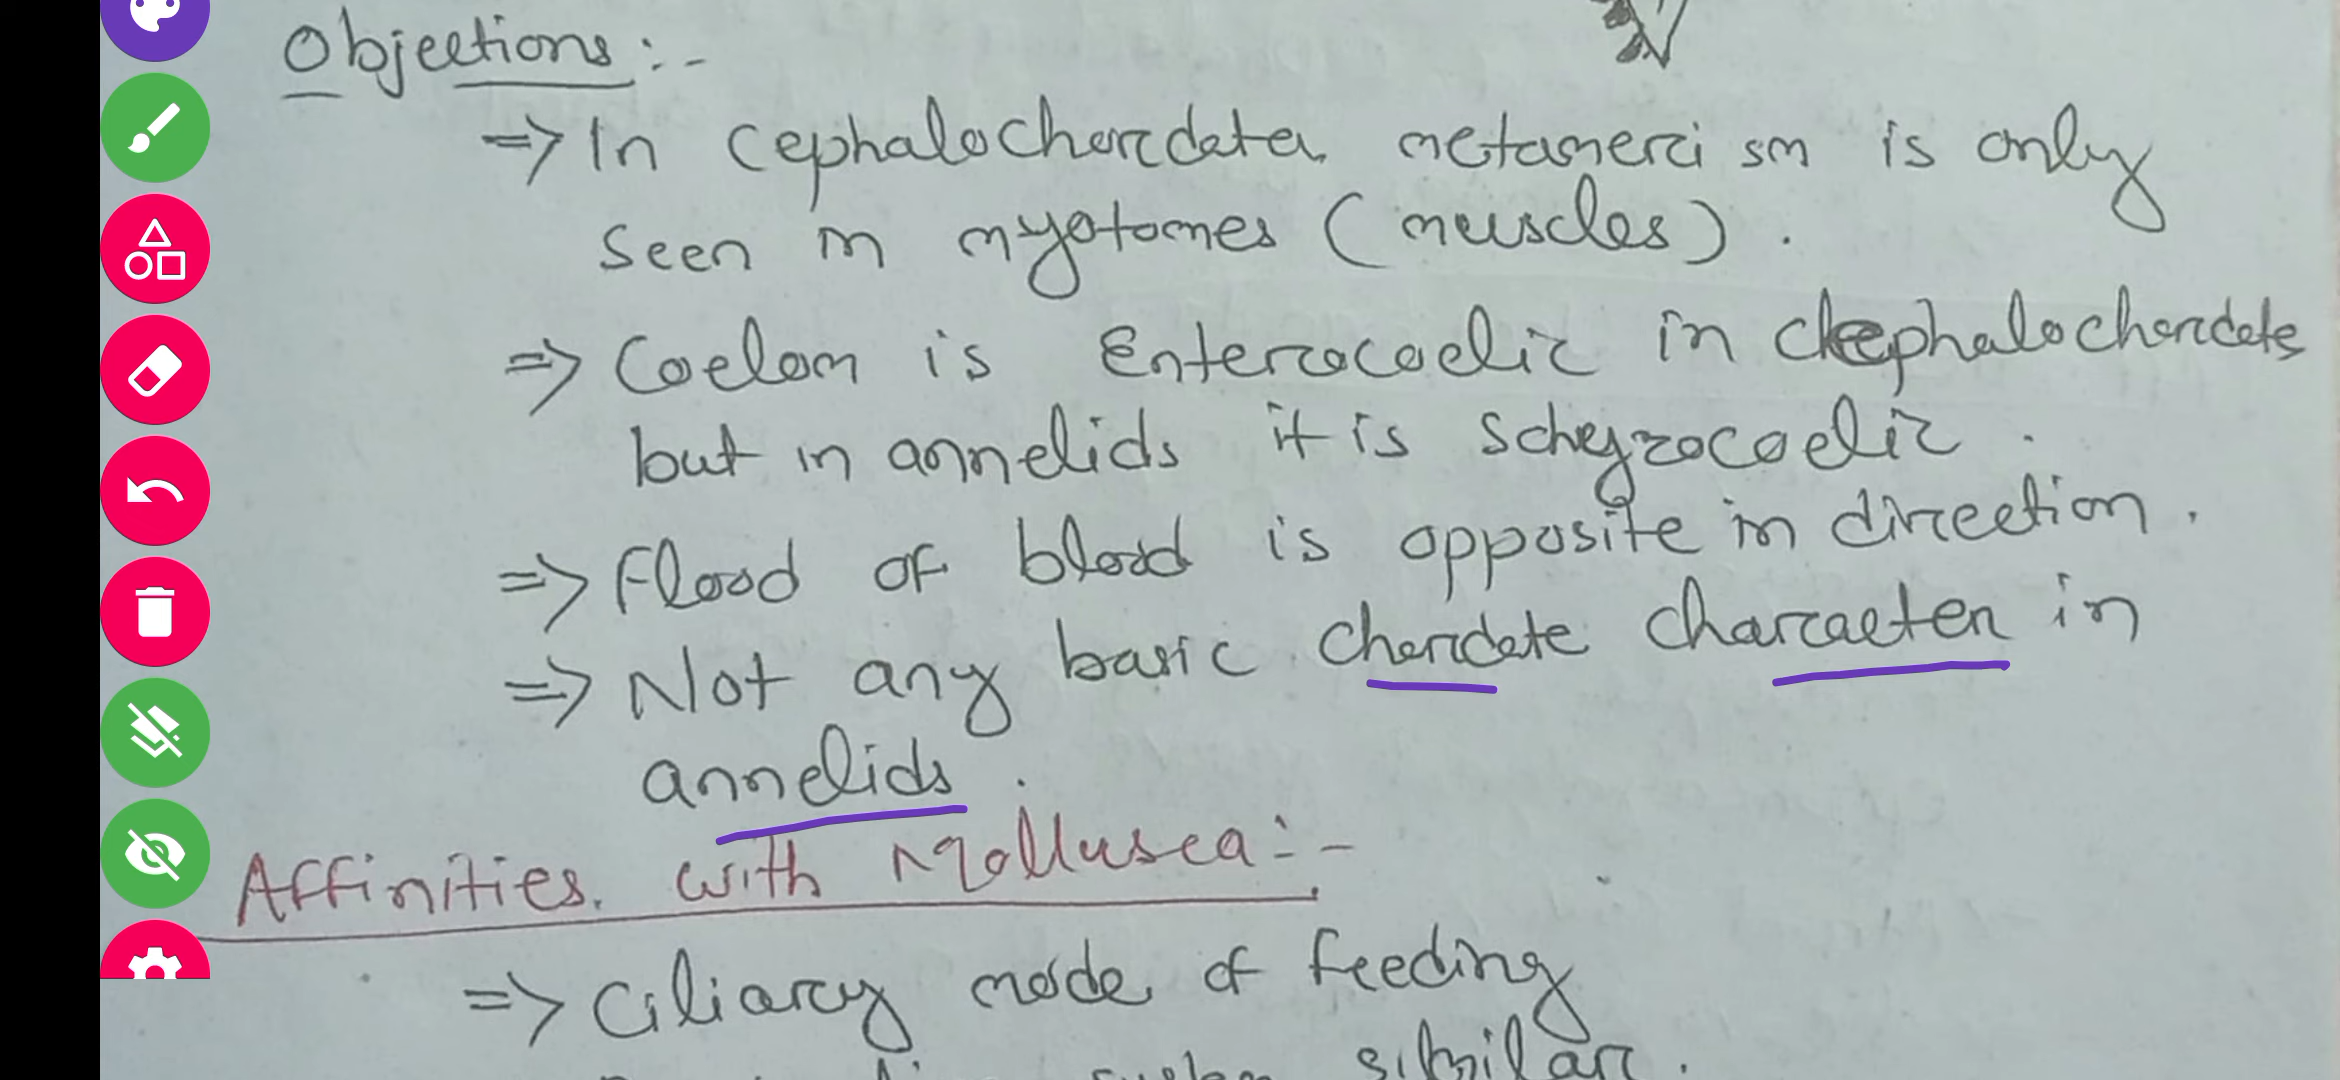 Objections :-
=> In cephalochordata metamerism is only
seen in myotomes (muscles).
=> Coelom is Enterocoelic in cephalochordate
but in annelids it is schyzocoelic.
=> Flood of blood is opposite in direction.
=> Not any basic chordate character in
annelids.
Affinities with Mollusca :-
=> Ciliary mode of feeding
similar.